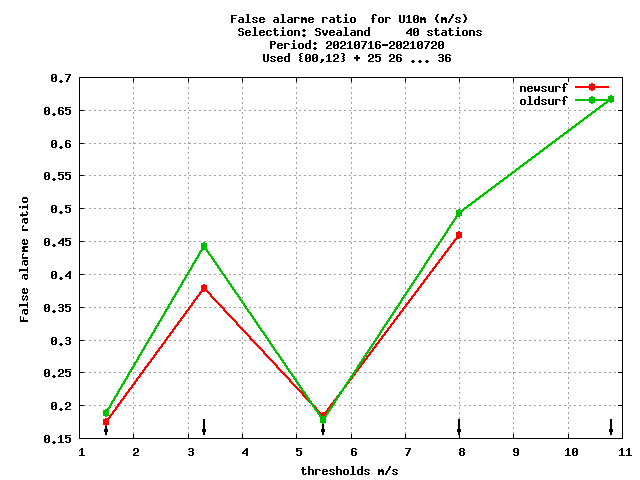 False alarme ratio  for U10m (m/s)
Selection: Svealand     40 stations
Period: 20210716-20210720
Used {00,12} + 25 26 ... 36
newsurf
oldsurf
False alarme ratio
0.7
0.65
0.6
0.55
0.5
0.45
0.4
0.35
0.3
0.25
0.2
0.15
1 2 3 4 5 6 7 8 9 10 11
thresholds m/s